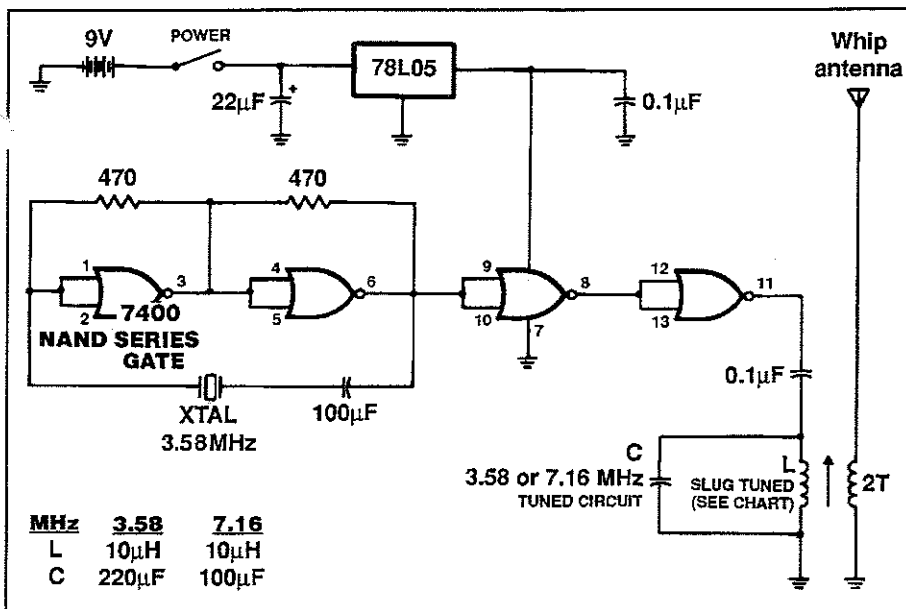 9V
POWER
78L05
Whip
antenna
22µF
+
0.1µF
470
470
1
2
3
4
5
6
9
10
8
7
12
13
11
7400
NAND SERIES
GATE
XTAL
3.58MHz
100µF
0.1µF
C
3.58 or 7.16 MHz
TUNED CIRCUIT
L
SLUG TUNED
(SEE CHART)
2T
MHz 3.58 7.16
L 10µH 10µH
C 220µF 100µF